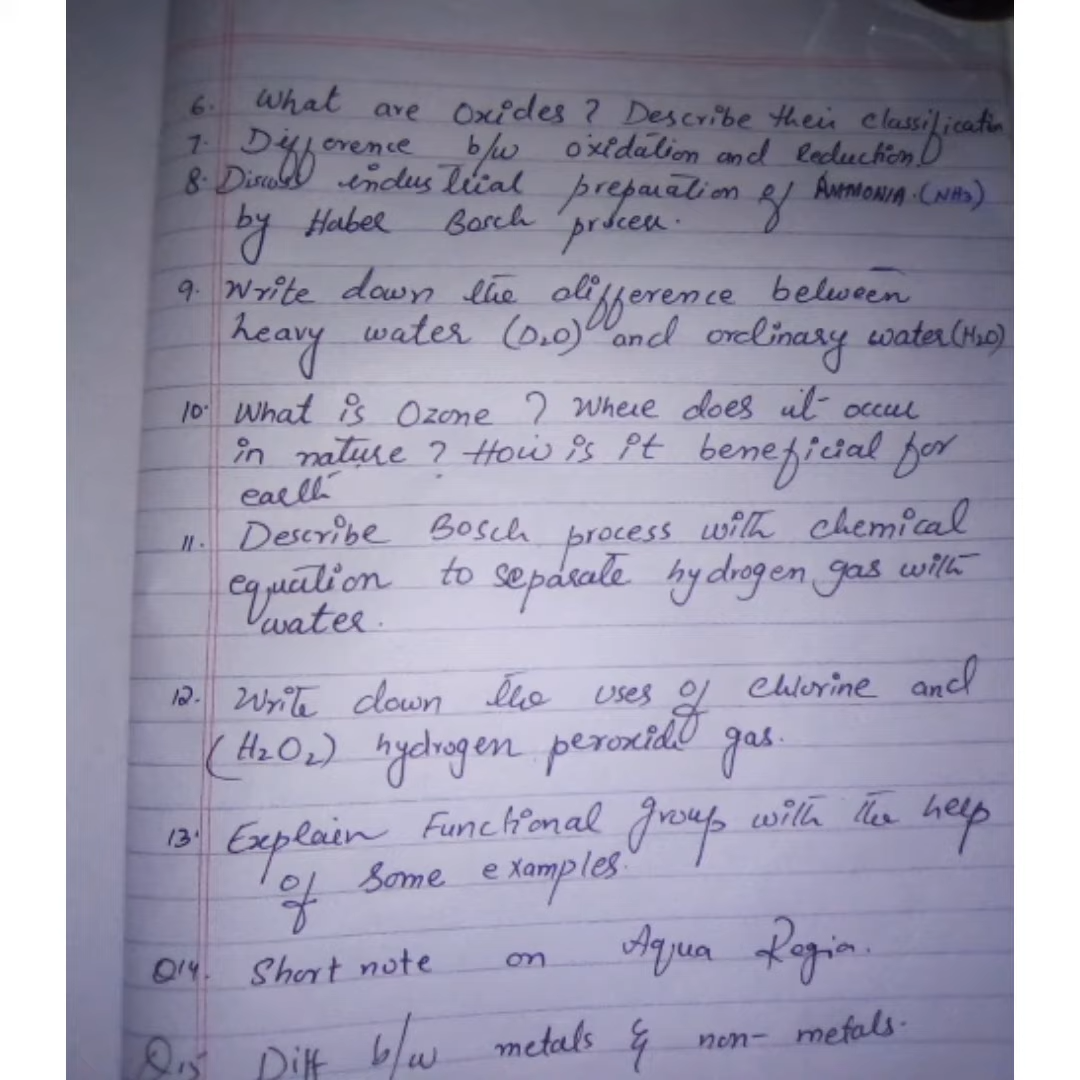 6. What are Oxides ? Describe their classificatin
7. Difference b/w oxidation and Reduction
8. Discuss industrial preparation of AMMONIA. (NH3)
by Haber Bosch process.
9. Write down the difference between
heavy water (D2O) and ordinary water (H2O)
10. What is Ozone ? Where does it occur
in nature ? How is it beneficial for
earth
11. Describe Bosch process with chemical
equation to separate hydrogen gas with
water.
12. Write down the uses of chlorine and
(H2O2) hydrogen peroxide gas.
13. Explain Functional group with the help
of some examples.
Q14. Short note on Aqua Regia.
Q15 Diff b/w metals & non-metals.